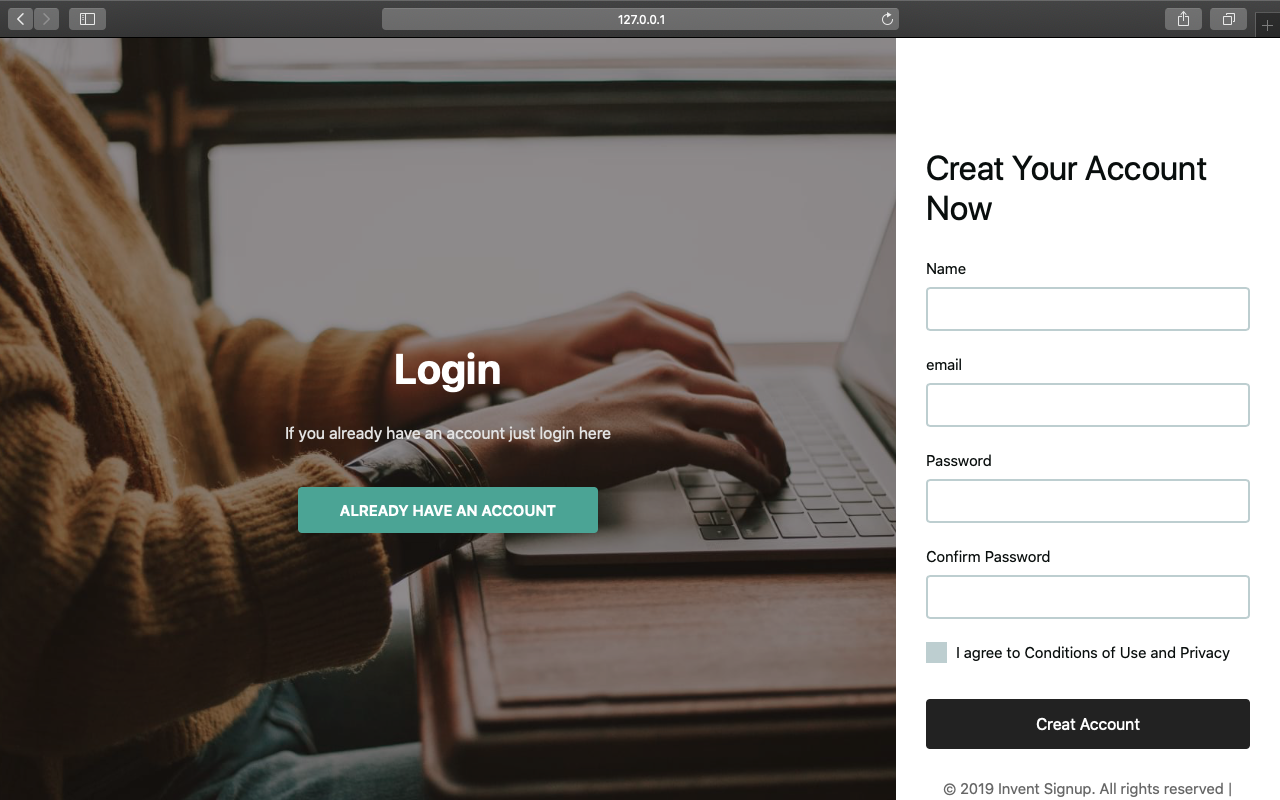 127.0.0.1
Login
If you already have an account just login here
ALREADY HAVE AN ACCOUNT
Creat Your Account
Now
Name
email
Password
Confirm Password
I agree to Conditions of Use and Privacy
Creat Account
© 2019 Invent Signup. All rights reserved |